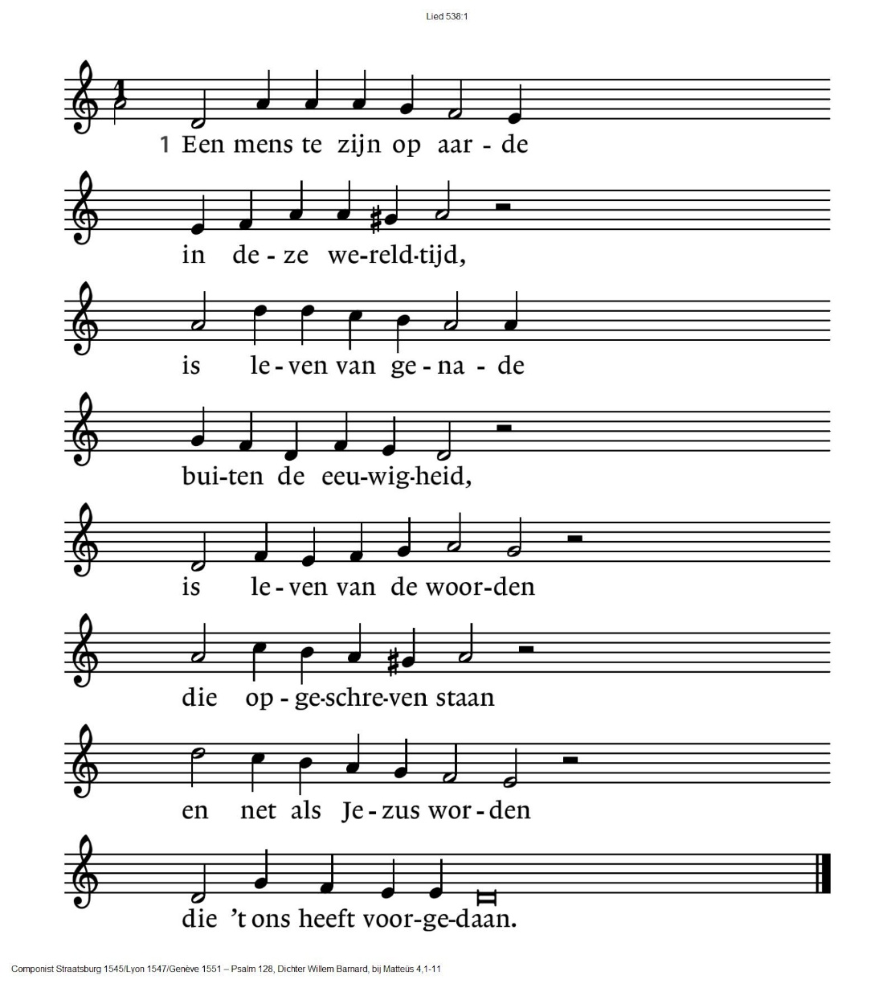 Lied 538:1
1
1 Een mens te zijn op aar - de
in de - ze we-reld-tijd,
is le - ven van ge - na - de
bui-ten de eeu-wig-heid,
is le - ven van de woor-den
die op - ge-schre-ven staan
en net als Je - zus wor - den
die ’t ons heeft voor-ge-daan.
Componist Straatsburg 1545/Lyon 1547/Genève 1551 – Psalm 128, Dichter Willem Barnard, bij Matteüs 4,1-11